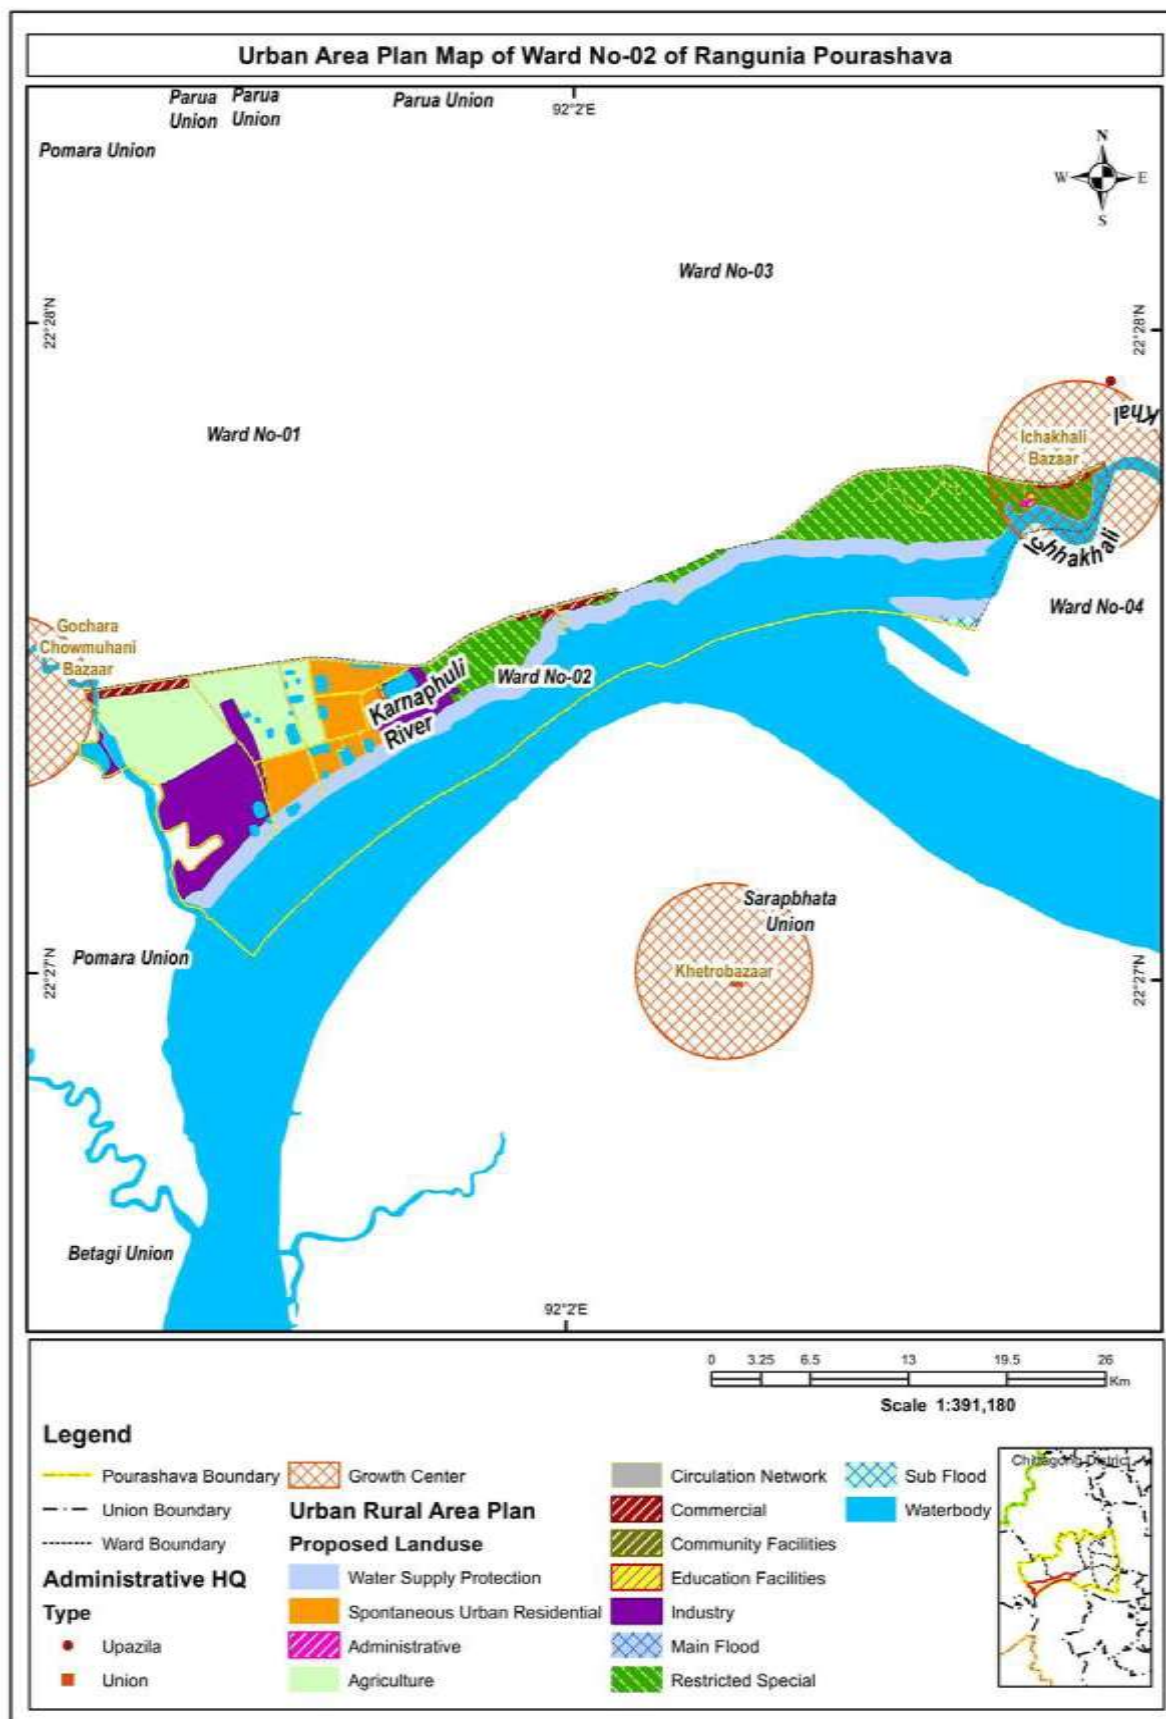 Urban Area Plan Map of Ward No-02 of Rangunia Pourashava
Parua
Union
Parua
Union
Parua Union
92°2'E
Pomara Union
N
W
E
S
Ward No-03
22°28'N
22°28'N
Khal
Ward No-01
Ichakhali
Bazaar
Ichhakhali
Ward No-04
Gochara
Chowmuhani
Bazaar
Karnaphuli
River
Ward No-02
Sarapbhata
Union
Khetrobazaar
Pomara Union
22°27'N
22°27'N
Betagi Union
92°2'E
0 3.25 6.5 13 19.5 26
Km
Scale 1:391,180
Legend
Pourashava Boundary
Union Boundary
Ward Boundary
Administrative HQ
Type
Upazila
Union
Growth Center
Urban Rural Area Plan
Proposed Landuse
Water Supply Protection
Spontaneous Urban Residential
Administrative
Agriculture
Circulation Network
Commercial
Community Facilities
Education Facilities
Industry
Main Flood
Restricted Special
Sub Flood
Waterbody
Chittagong District